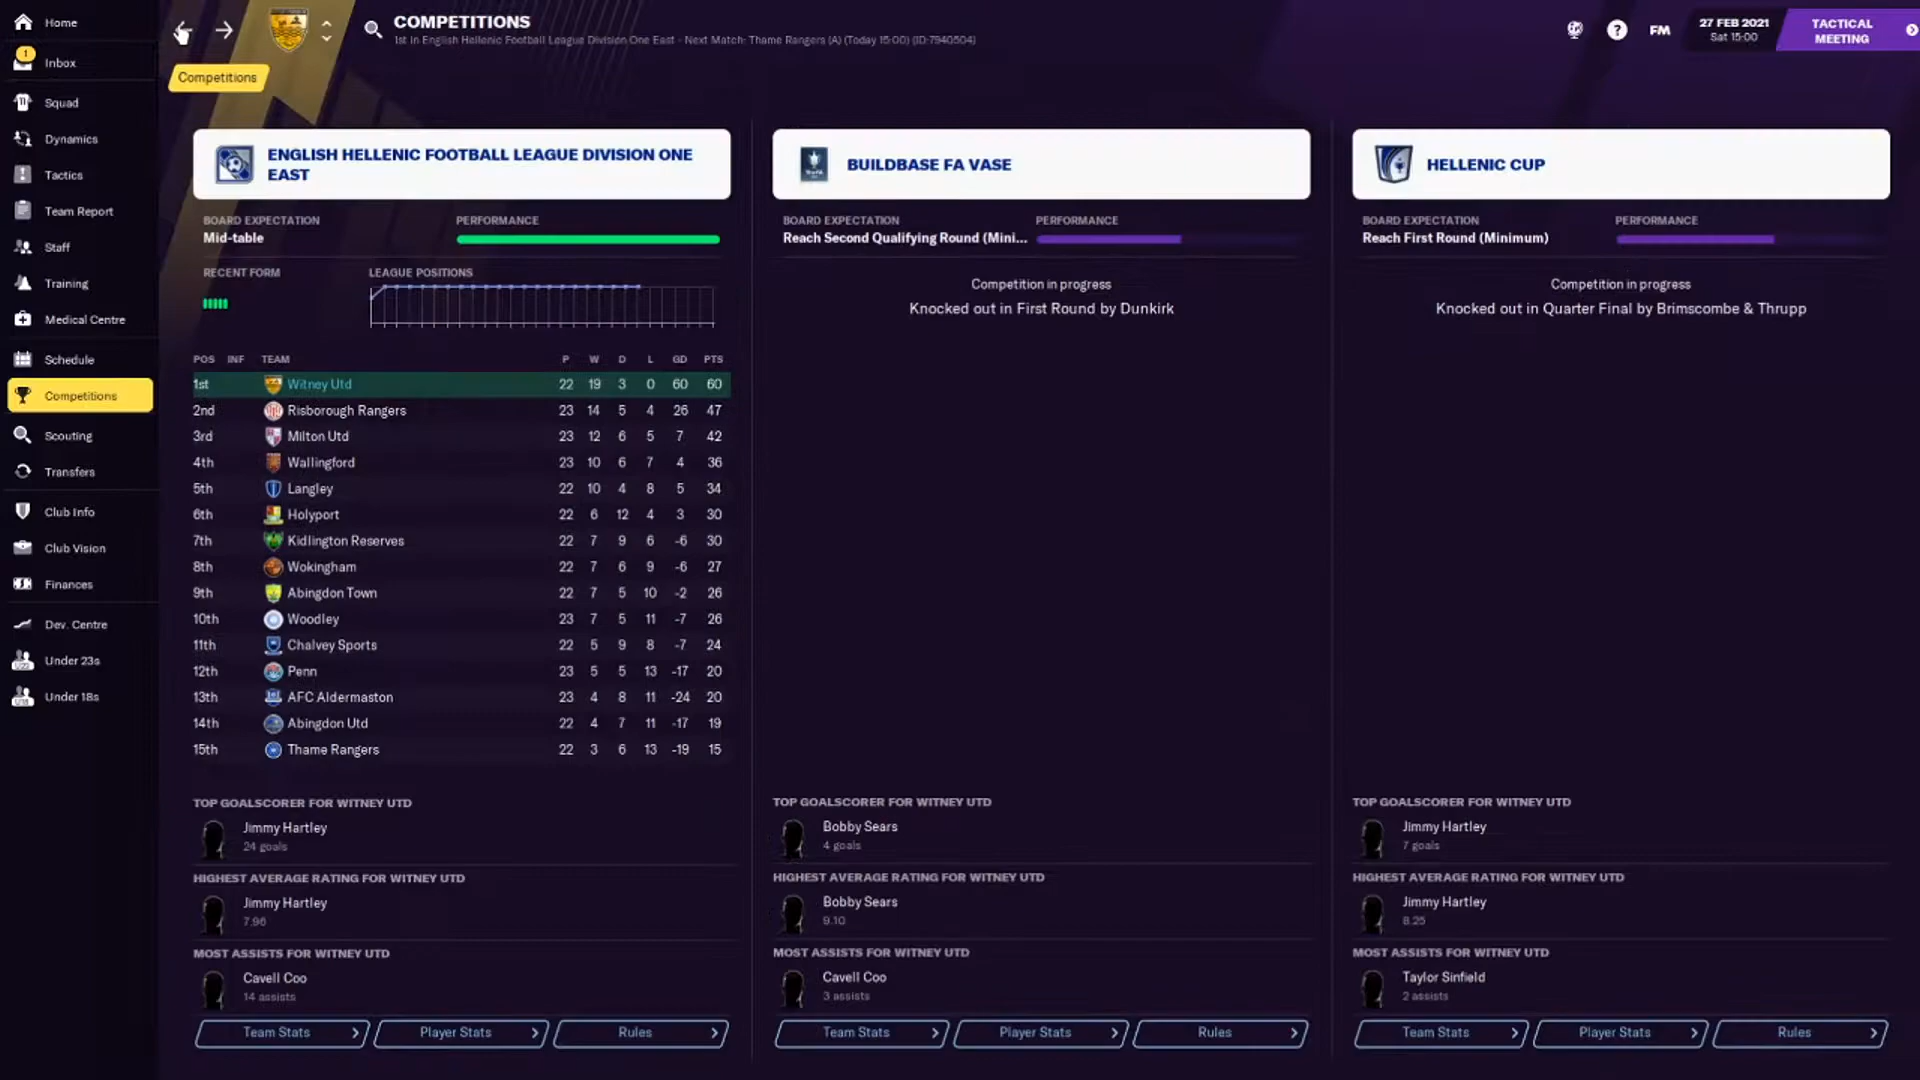 Home
1
Inbox
Squad
Dynamics
Tactics
Team Report
Staff
Training
Medical Centre
Schedule
Competitions
Scouting
Transfers
Club Info
Club Vision
Finances
Dev. Centre
Under 23s
Under 18s
COMPETITIONS
1st in English Hellenic Football League Division One East - Next Match: Thame Rangers (A) (Today 15:00) (ID:7940504)
?
FM
27 FEB 2021
Sat 15:00
TACTICAL
MEETING
Competitions
ENGLISH HELLENIC FOOTBALL LEAGUE DIVISION ONE
EAST
BOARD EXPECTATION PERFORMANCE
Mid-table
RECENT FORM LEAGUE POSITIONS
POS INF TEAM P W D L GD PTS
1st Witney Utd 22 19 3 0 60 60
2nd Risborough Rangers 23 14 5 4 26 47
3rd Milton Utd 23 12 6 5 7 42
4th Wallingford 23 10 6 7 4 36
5th Langley 22 10 4 8 5 34
6th Holyport 22 6 12 4 3 30
7th Kidlington Reserves 22 7 9 6 -6 30
8th Wokingham 22 7 6 9 -6 27
9th Abingdon Town 22 7 5 10 -2 26
10th Woodley 23 7 5 11 -7 26
11th Chalvey Sports 22 5 9 8 -7 24
12th Penn 23 5 5 13 -17 20
13th AFC Aldermaston 23 4 8 11 -24 20
14th Abingdon Utd 22 4 7 11 -17 19
15th Thame Rangers 22 3 6 13 -19 15
TOP GOALSCORER FOR WITNEY UTD
Jimmy Hartley
24 goals
HIGHEST AVERAGE RATING FOR WITNEY UTD
Jimmy Hartley
7.96
MOST ASSISTS FOR WITNEY UTD
Cavell Coo
14 assists
Team Stats Player Stats Rules
BUILDBASE FA VASE
BOARD EXPECTATION PERFORMANCE
Reach Second Qualifying Round (Mini...
Competition in progress
Knocked out in First Round by Dunkirk
TOP GOALSCORER FOR WITNEY UTD
Bobby Sears
4 goals
HIGHEST AVERAGE RATING FOR WITNEY UTD
Bobby Sears
9.10
MOST ASSISTS FOR WITNEY UTD
Cavell Coo
3 assists
Team Stats Player Stats Rules
HELLENIC CUP
BOARD EXPECTATION PERFORMANCE
Reach First Round (Minimum)
Competition in progress
Knocked out in Quarter Final by Brimscombe & Thrupp
TOP GOALSCORER FOR WITNEY UTD
Jimmy Hartley
7 goals
HIGHEST AVERAGE RATING FOR WITNEY UTD
Jimmy Hartley
8.25
MOST ASSISTS FOR WITNEY UTD
Taylor Sinfield
2 assists
Team Stats Player Stats Rules